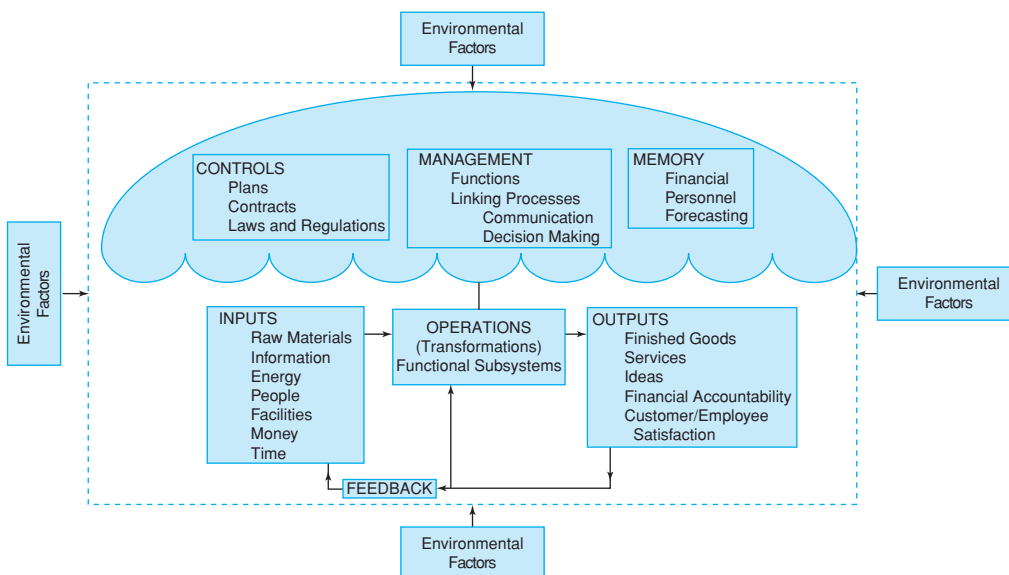 Environmental
Factors
CONTROLS
Plans
Contracts
Laws and Regulations
MANAGEMENT
Functions
Linking Processes
Communication
Decision Making
MEMORY
Financial
Personnel
Forecasting
Environmental
Factors
Environmental
Factors
INPUTS
Raw Materials
Information
Energy
People
Facilities
Money
Time
OPERATIONS
(Transformations)
Functional Subsystems
OUTPUTS
Finished Goods
Services
Ideas
Financial Accountability
Customer/Employee
Satisfaction
FEEDBACK
Environmental
Factors